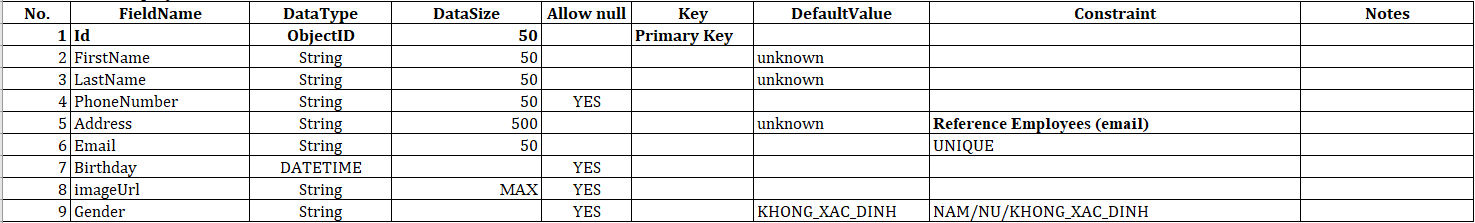 No. FieldName DataType DataSize Allow null Key DefaultValue Constraint Notes
1 Id ObjectID 50 Primary Key
2 FirstName String 50 unknown
3 LastName String 50 unknown
4 PhoneNumber String 50 YES
5 Address String 500 unknown Reference Employees (email)
6 Email String 50 UNIQUE
7 Birthday DATETIME YES
8 imageUrl String MAX YES
9 Gender String YES KHONG_XAC_DINH NAM/NU/KHONG_XAC_DINH